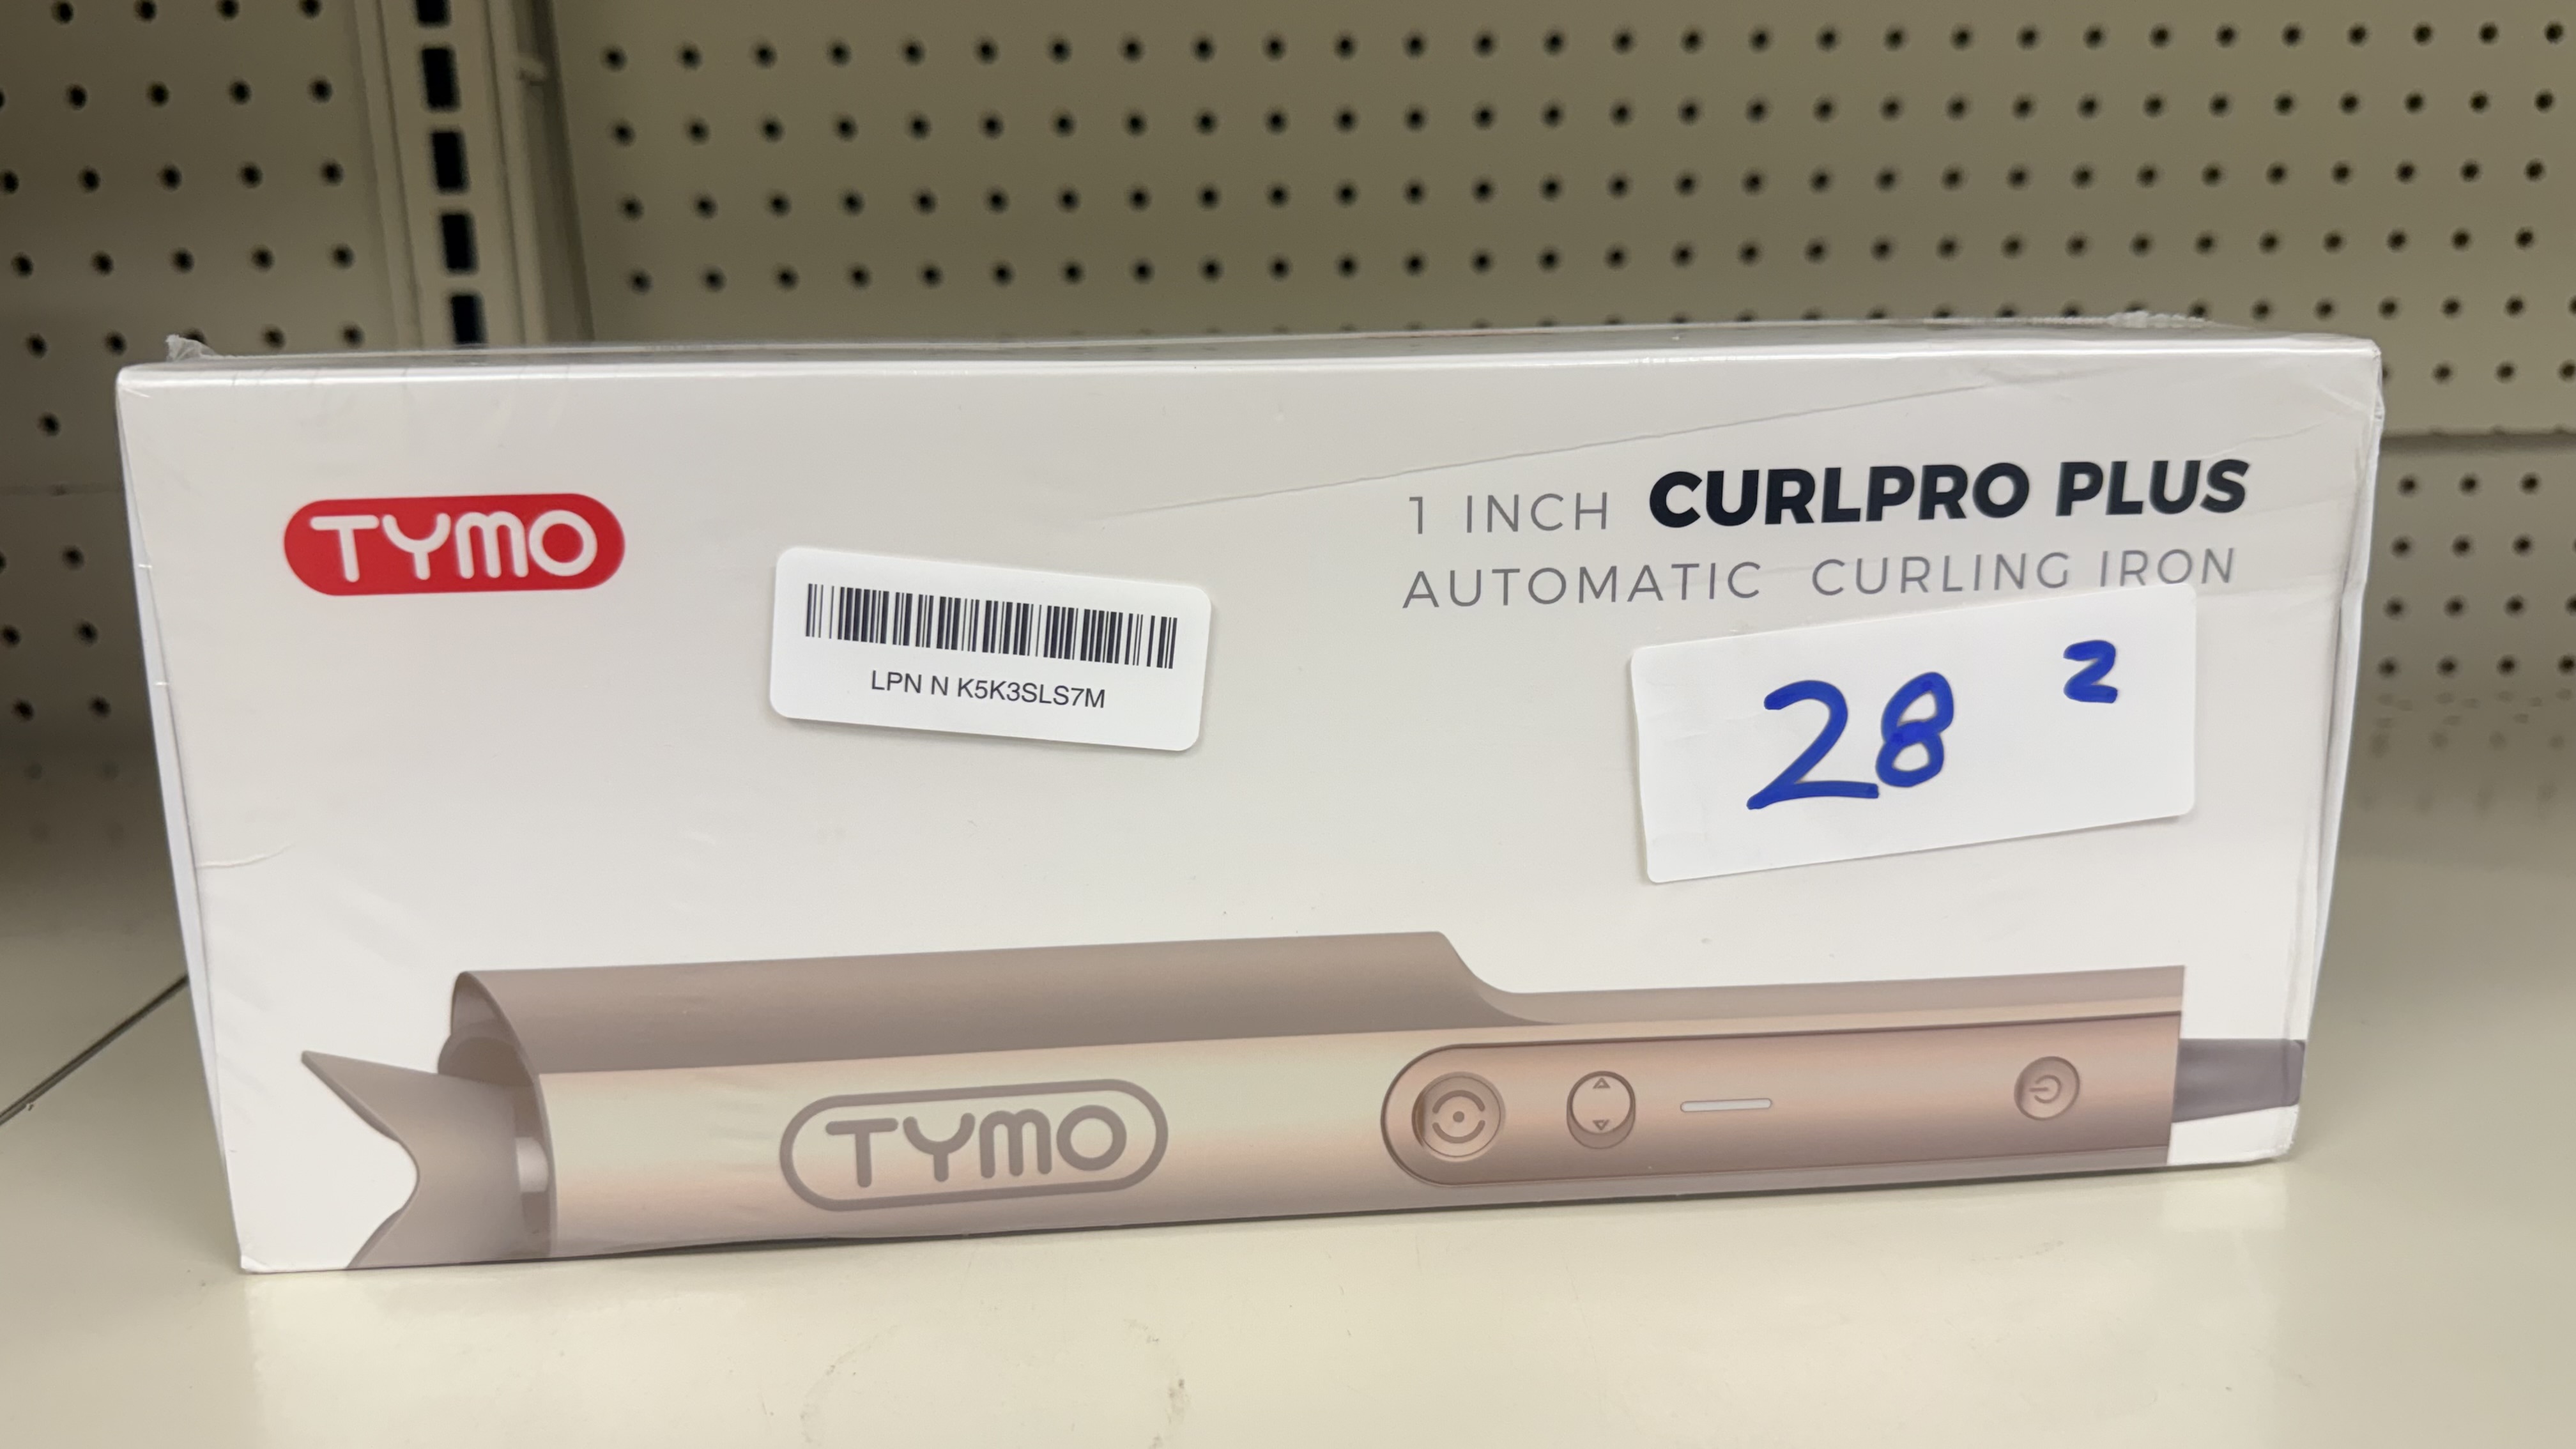 TYMO
1 INCH CURLPRO PLUS
AUTOMATIC CURLING IRON
LPN N K5K3SLS7M
28 2
TYMO